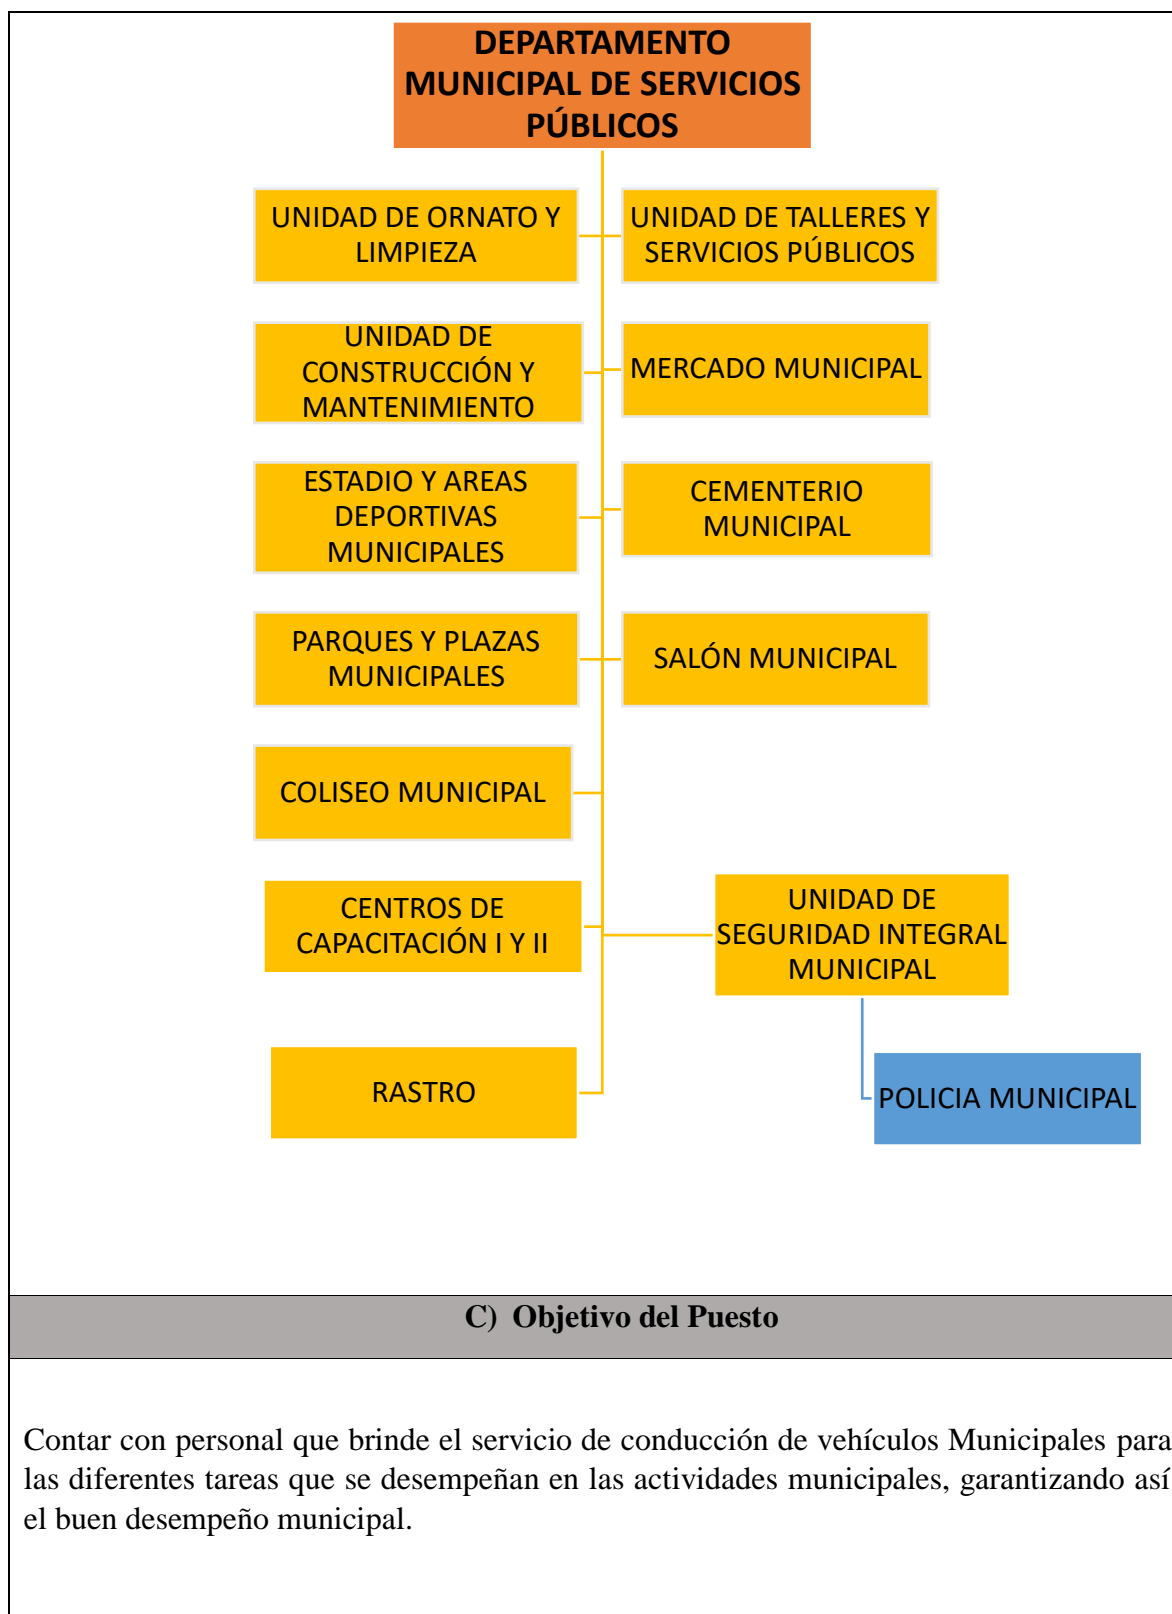 DEPARTAMENTO
MUNICIPAL DE SERVICIOS
PÚBLICOS
UNIDAD DE ORNATO Y
LIMPIEZA
UNIDAD DE TALLERES Y
SERVICIOS PÚBLICOS
UNIDAD DE
CONSTRUCCIÓN Y
MANTENIMIENTO
MERCADO MUNICIPAL
ESTADIO Y AREAS
DEPORTIVAS
MUNICIPALES
CEMENTERIO
MUNICIPAL
PARQUES Y PLAZAS
MUNICIPALES
SALÓN MUNICIPAL
COLISEO MUNICIPAL
CENTROS DE
CAPACITACIÓN I Y II
UNIDAD DE
SEGURIDAD INTEGRAL
MUNICIPAL
RASTRO
POLICIA MUNICIPAL
C) Objetivo del Puesto
Contar con personal que brinde el servicio de conducción de vehículos Municipales para
las diferentes tareas que se desempeñan en las actividades municipales, garantizando así
el buen desempeño municipal.